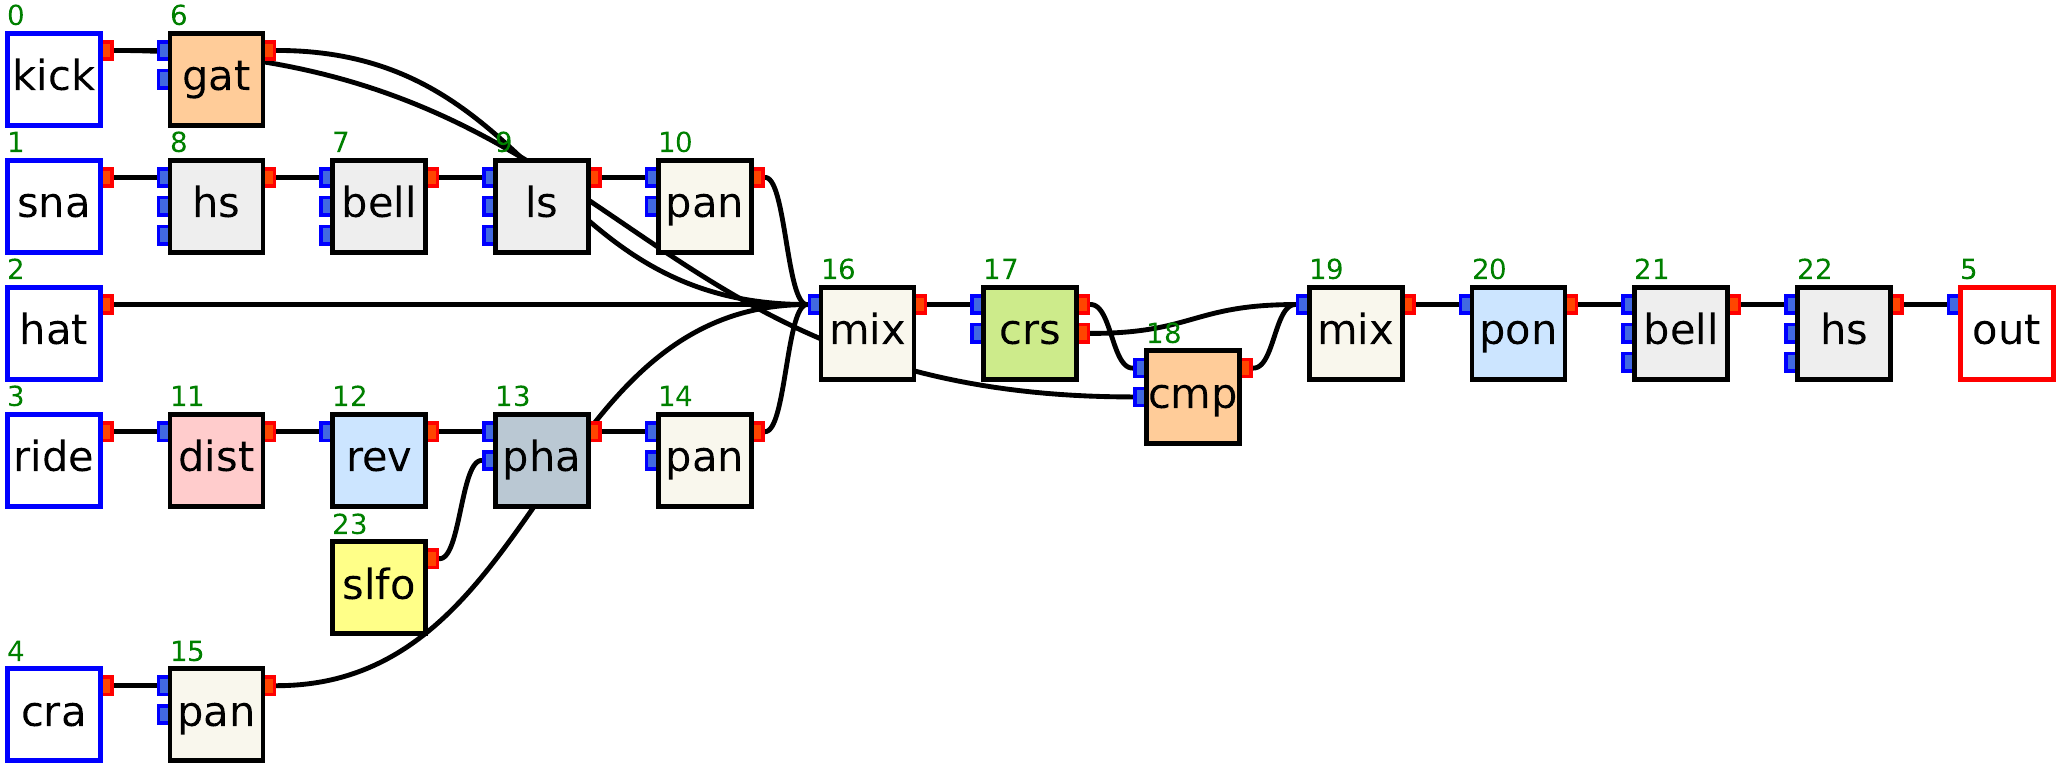 0
kick
6
gat
1
sna
8
hs
7
bell
9
ls
10
pan
2
hat
16
mix
17
crs
18
cmp
19
mix
20
pon
21
bell
22
hs
5
out
3
ride
11
dist
12
rev
13
pha
14
pan
23
slfo
4
cra
15
pan